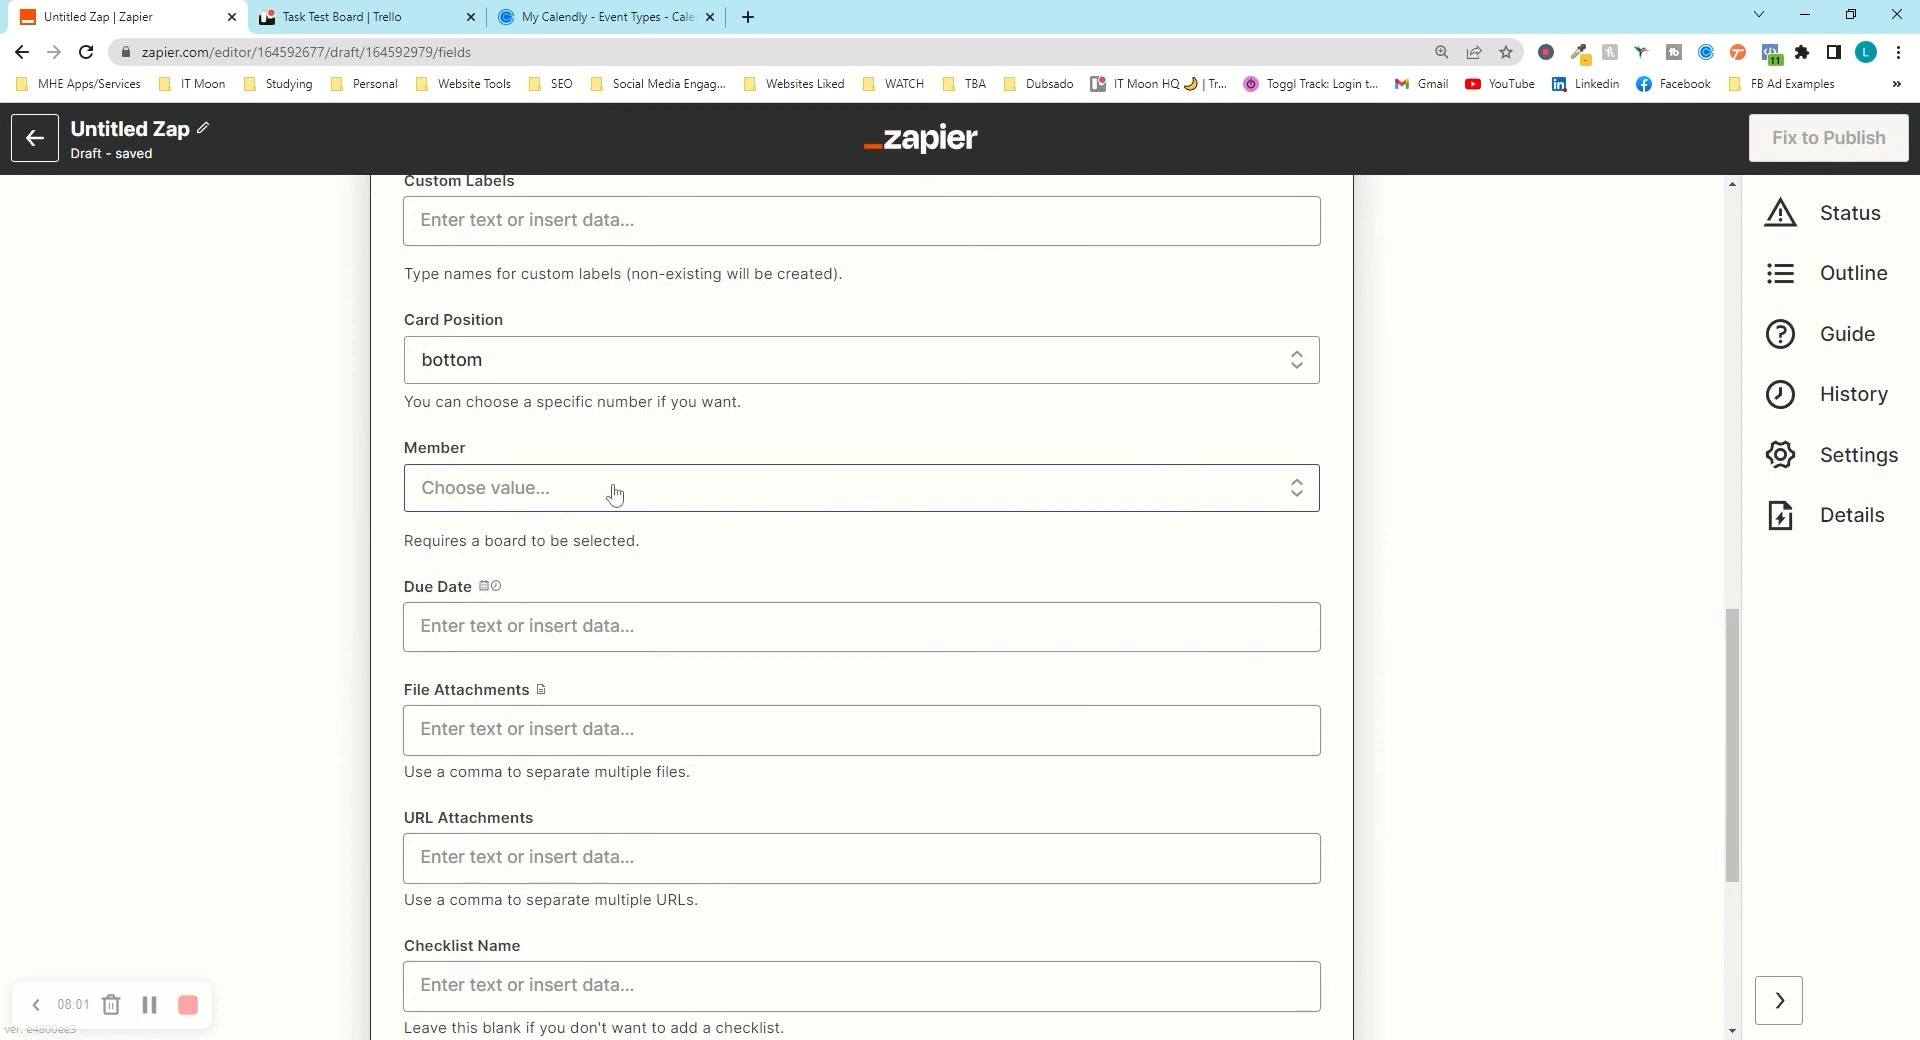 Untitled Zap | Zapier
Task Test Board | Trello
My Calendly - Event Types - Cale
zapier.com/editor/164592677/draft/164592979/fields
11
L
MHE Apps/Services
IT Moon
Studying
Personal
Website Tools
SEO
Social Media Engag...
Websites Liked
WATCH
TBA
Dubsado
IT Moon HQ 🌙 | Tr...
Toggl Track: Login t...
Gmail
YouTube
Linkedin
Facebook
FB Ad Examples
»
Untitled Zap
Draft - saved
_zapier
Fix to Publish
Custom Labels
Enter text or insert data...
Type names for custom labels (non-existing will be created).
Card Position
bottom
You can choose a specific number if you want.
Member
Choose value...
Requires a board to be selected.
Due Date
Enter text or insert data...
File Attachments
Enter text or insert data...
Use a comma to separate multiple files.
URL Attachments
Enter text or insert data...
Use a comma to separate multiple URLs.
Checklist Name
Enter text or insert data...
Leave this blank if you don't want to add a checklist.
Status
Outline
Guide
History
Settings
Details
08:01
ver. e4800ee3